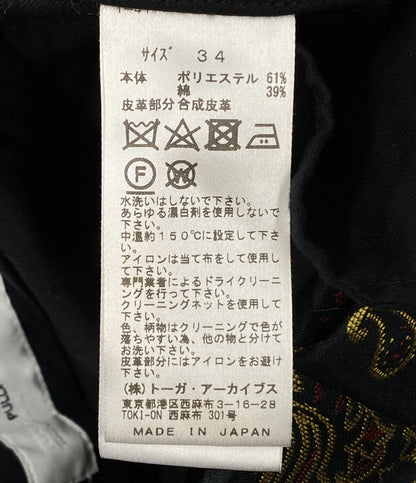 サイズ 34
本体 ポリエステル 61%
綿 39%
皮革部分合成皮革
F
W
水洗いはしないで下さい。
あらゆる漂白剤を使用しないで
下さい。
中温約150℃に設定して下さ
い。
アイロンは当て布をして使用し
て下さい。
専門業者によるドライクリーニ
ングを行って下さい。
クリーニングネットを使用して
下さい。
色、柄物はクリーニングで色が
落ちやすい為、他の物と分けて
お洗い下さい。
皮革部分にはアイロンをお避け
下さい。
(株)トーガ・アーカイブス
東京都港区西麻布3-16-28
TOKI-ON 西麻布 301号
MADE IN JAPAN